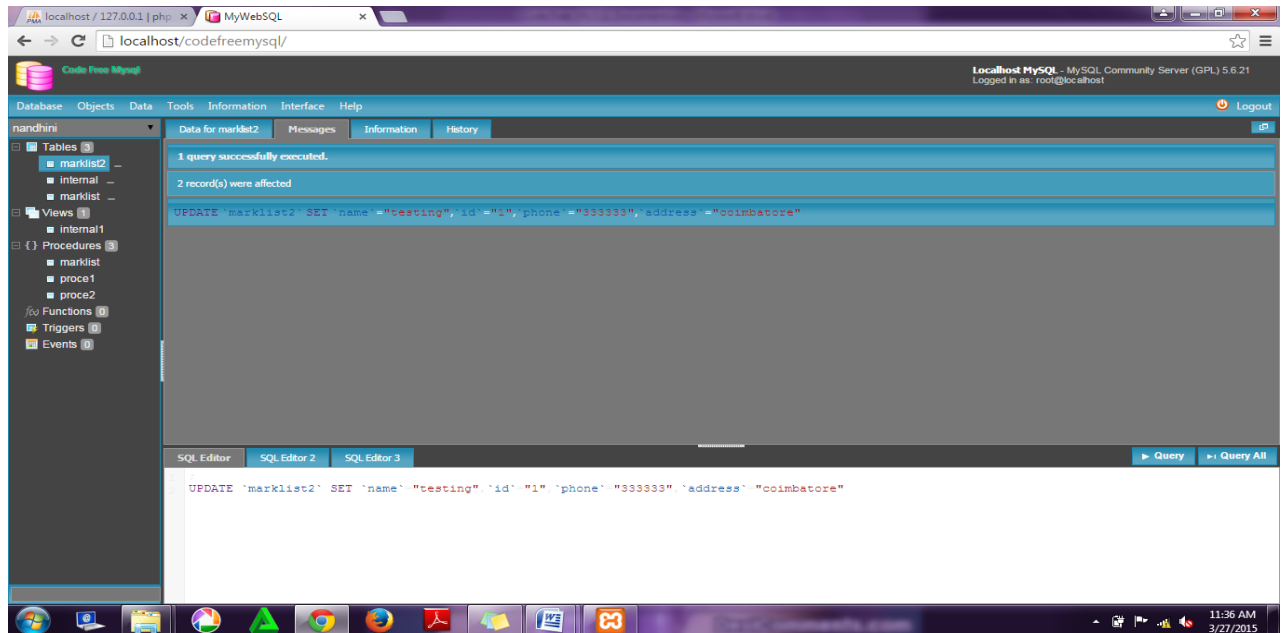 localhost / 127.0.0.1 | php
MyWebSQL
localhost/codefreemysql/
Code Free Mysql
Localhost MySQL - MySQL Community Server (GPL) 5.6.21
Logged in as: root@localhost
Database Objects Data Tools Information Interface Help
Logout
nandhini
Data for marklist2 Messages Information History
Tables 3
marklist2
internal
marklist
Views 1
internal1
{} Procedures 3
marklist
proce1
proce2
Functions 0
Triggers 0
Events 0
1 query successfully executed.
2 record(s) were affected
UPDATE `marklist2` SET `name`="testing",`id`="1",`phone`="333333",`address`="coimbatore"
SQL Editor SQL Editor 2 SQL Editor 3
Query Query All
UPDATE `marklist2` SET `name`="testing",`id`="1",`phone`="333333",`address`="coimbatore"
11:36 AM
3/27/2015